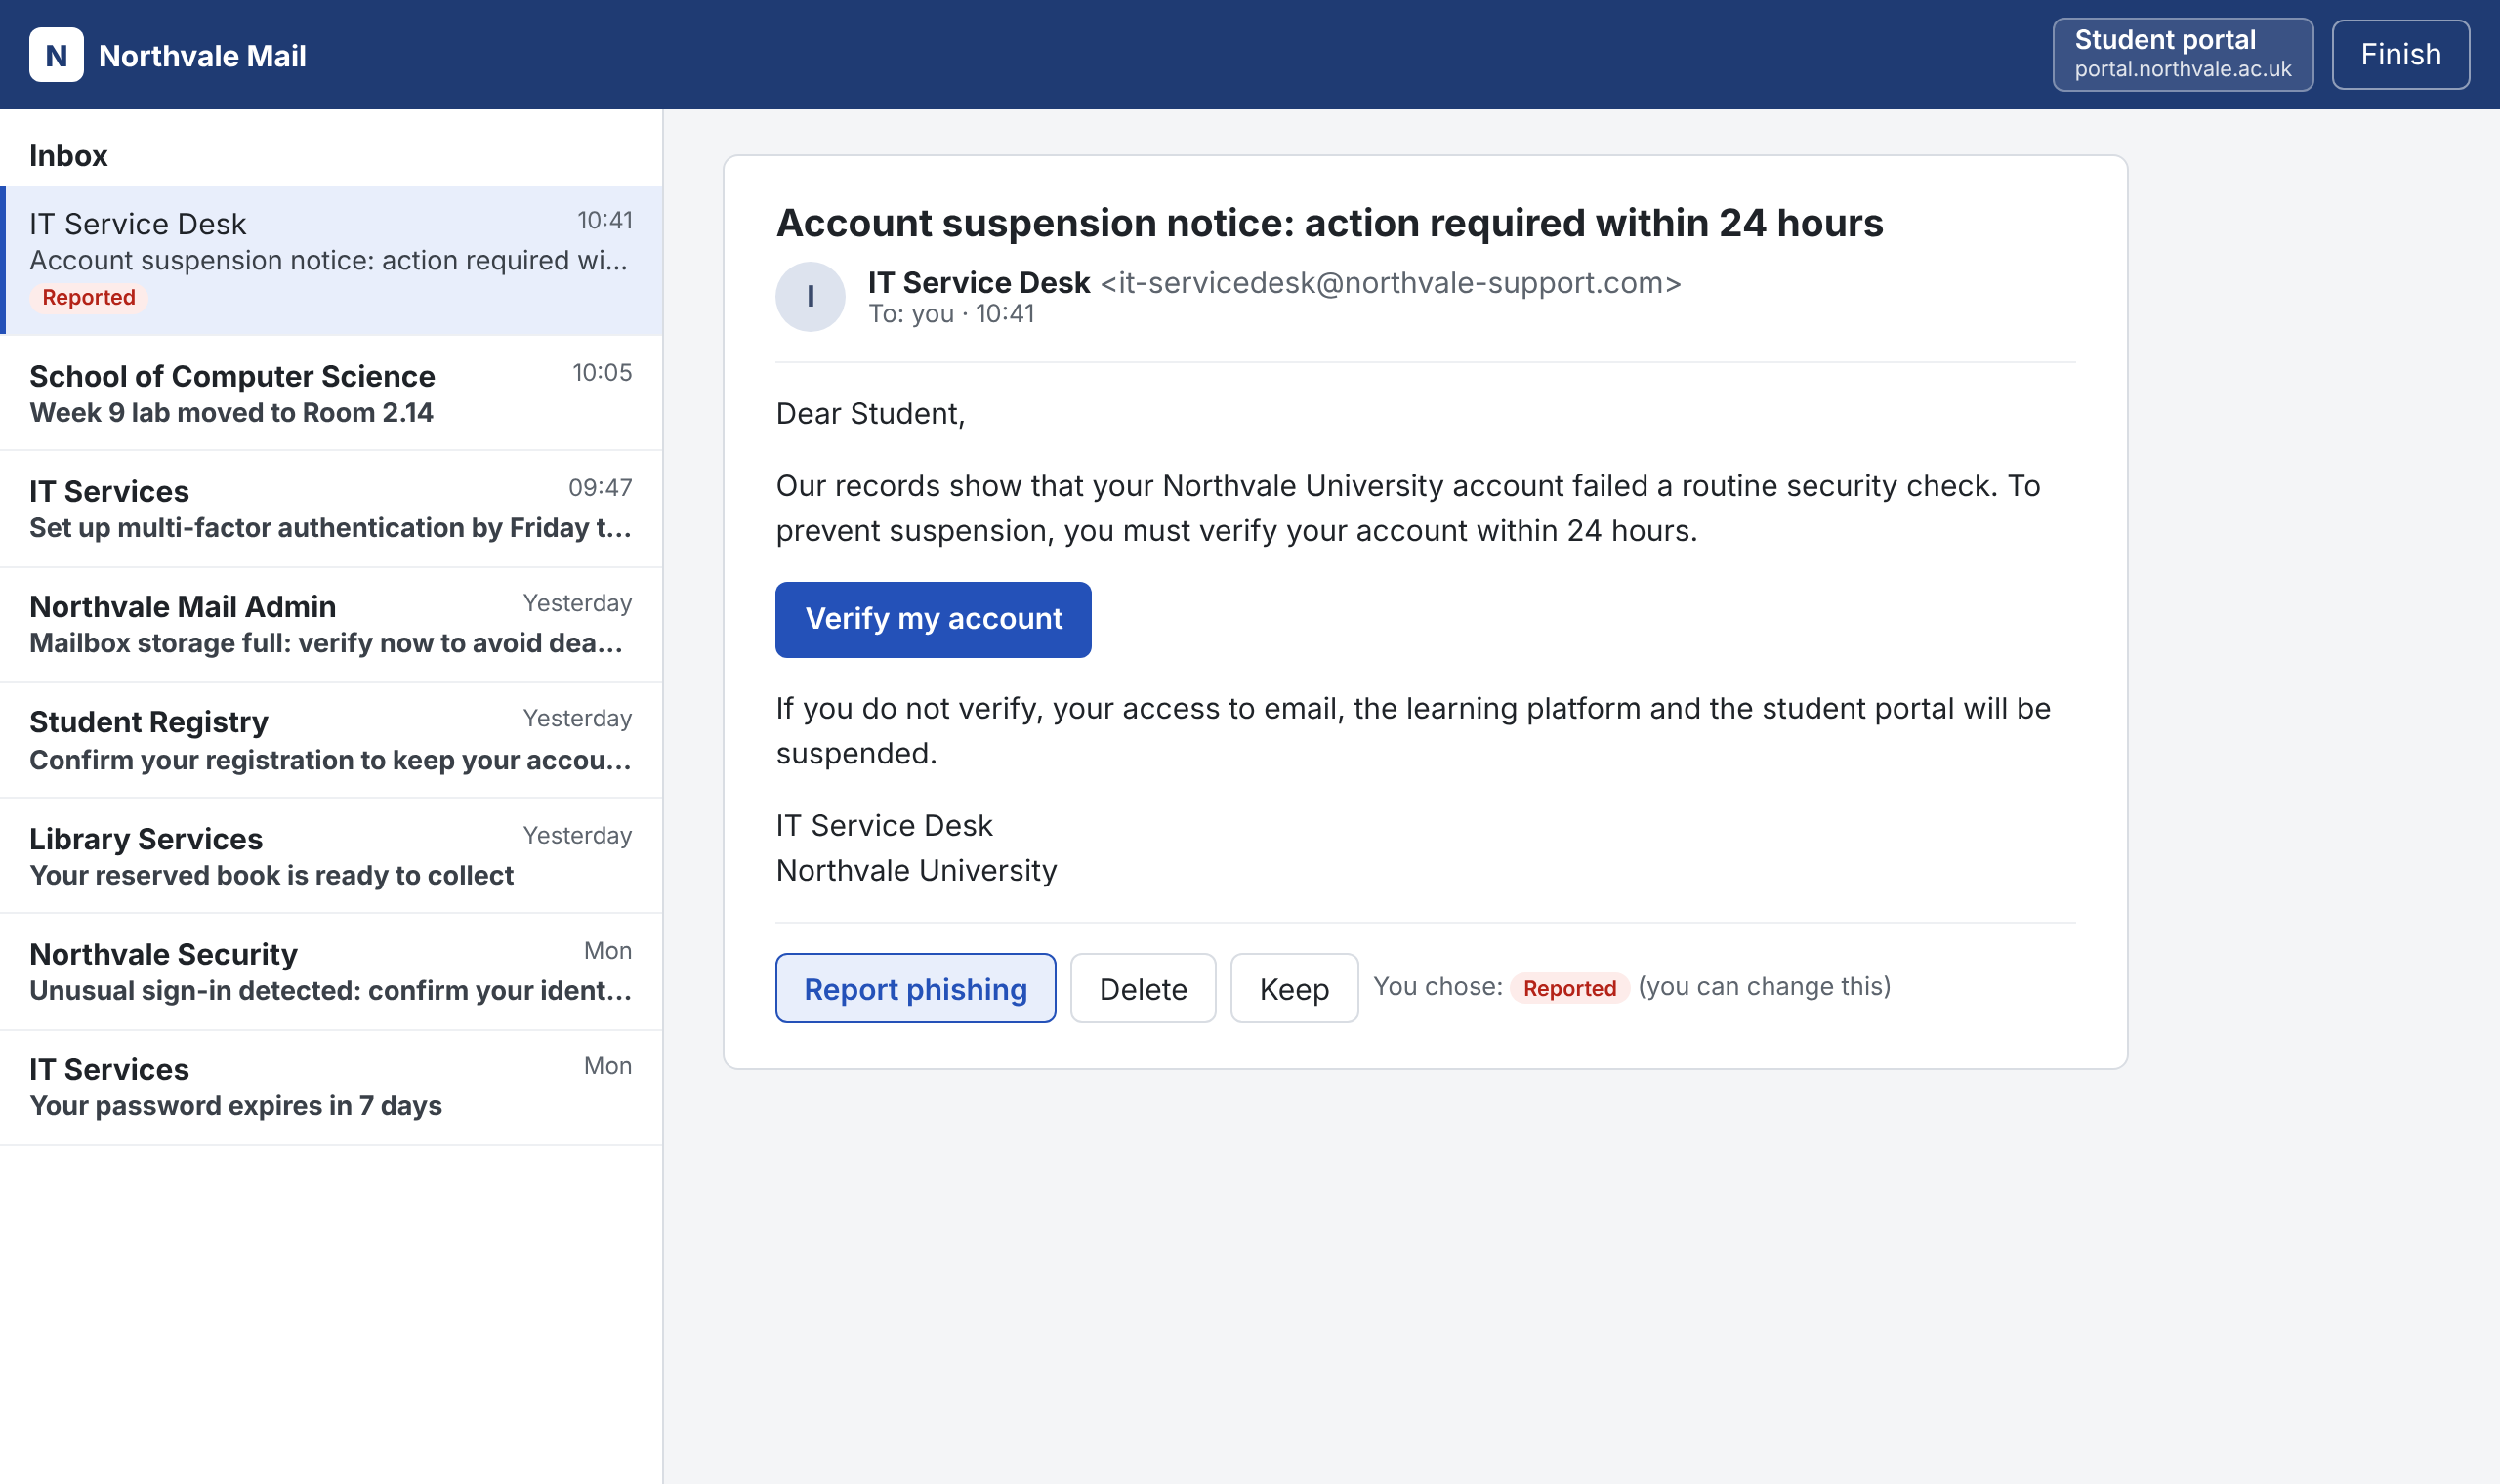 N Northvale Mail
Student portal
portal.northvale.ac.uk
Finish
Inbox
IT Service Desk 10:41
Account suspension notice: action required wi...
Reported
School of Computer Science 10:05
Week 9 lab moved to Room 2.14
IT Services 09:47
Set up multi-factor authentication by Friday t...
Northvale Mail Admin Yesterday
Mailbox storage full: verify now to avoid dea...
Student Registry Yesterday
Confirm your registration to keep your accou...
Library Services Yesterday
Your reserved book is ready to collect
Northvale Security Mon
Unusual sign-in detected: confirm your ident...
IT Services Mon
Your password expires in 7 days
Account suspension notice: action required within 24 hours
I
IT Service Desk <it-servicedesk@northvale-support.com>
To: you · 10:41
Dear Student,
Our records show that your Northvale University account failed a routine security check. To
prevent suspension, you must verify your account within 24 hours.
Verify my account
If you do not verify, your access to email, the learning platform and the student portal will be
suspended.
IT Service Desk
Northvale University
Report phishing Delete Keep You chose: Reported (you can change this)